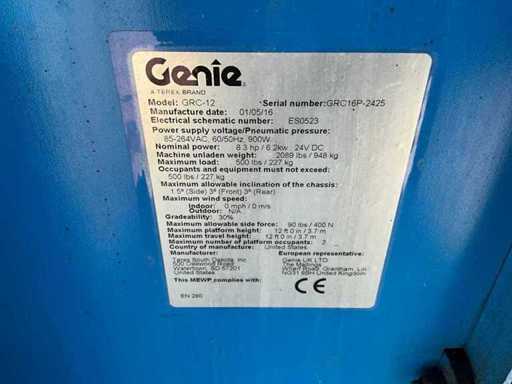 Genie
A TEREX BRAND
Model: GRC-12 Serial number: GRC16P-2425
Manufacture date: 01/05/16
Electrical schematic number: ES0523
Power supply voltage/Pneumatic pressure:
85-264VAC, 60/50Hz, 900W
Nominal power: 8.3 hp / 6.2kw 24V DC
Machine unladen weight: 2089 lbs / 948 kg
Maximum load: 500 lbs / 227 kg
Occupants and equipment must not exceed:
500 lbs / 227 kg
Maximum allowable inclination of the chassis:
1.5° (Side) 3° (Front) 3° (Rear)
Maximum wind speed:
Indoor: 0 mph / 0 m/s
Outdoor: N/A
Gradeability: 30%
Maximum allowable side force: 90 lbs / 400 N
Maximum platform height: 12 ft 0 in / 3.7 m
Maximum travel height: 12 ft 0 in / 3.7 m
Maximum number of platform occupants: 2
Country of manufacture: United States
Manufacturer: European representative:
Terex South Dakota, Inc Genie UK LTD
500 Oakwood Road The Maltings
Watertown, SD 57201 Wharf Road, Grantham, Lin
United States NG31 6BH United Kingdom
This MEWP complies with:
CE
EN 280